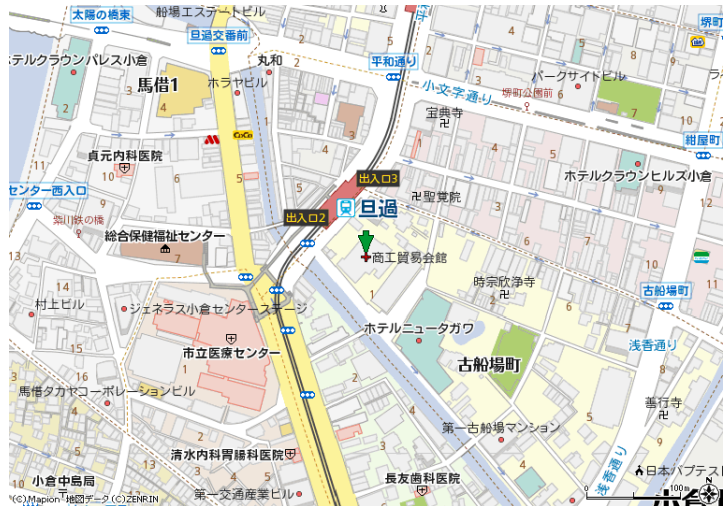 船場エステートビル
太陽の橋東
堺町
旦過交番前
ホテルクラウンパレス小倉
丸和
平和通り
馬借1
ホラヤビル
小文字通り
パークサイトビル
堺町公園前
宝典寺
紺屋町
CoCo
貞元内科医院
出入口3
ホテルクラウンヒルズ小倉
センター西入口
聖覚院
出入口2
旦過
紫川鉄の橋
総合保健福祉センター
商工貿易会館
時宗欣浄寺
古船場町
村上ビル
ジェネラス小倉センターステージ
ホテルニュータガワ
浅香通り
市立医療センター
古船場町
馬借タカヤコーポレーションビル
善行寺
第一古船場マンション
清水内科胃腸科医院
浅香通り
小倉中島局
長友歯科医院
日本バプテス
第一交通産業ビル
0 100m
N
(C)Mapion 地図データ(C)ZENRIN